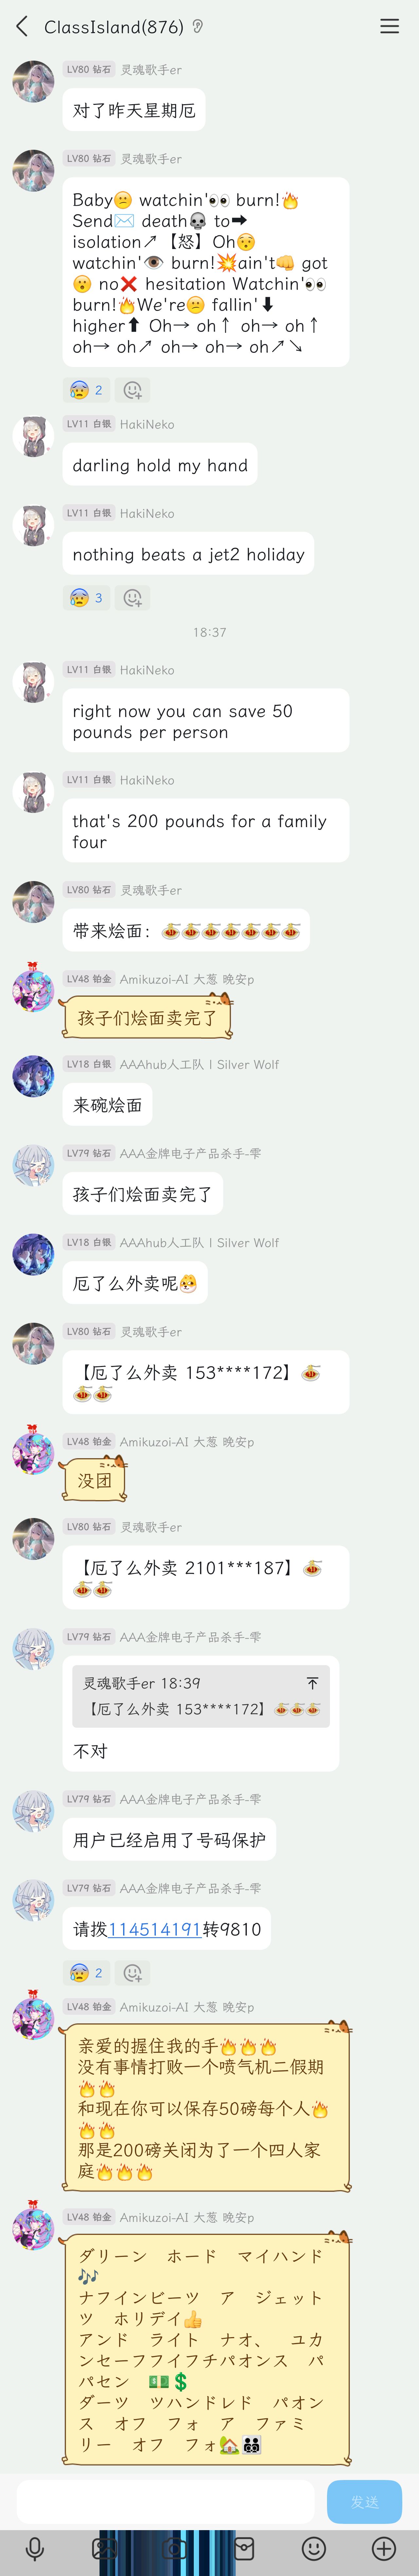 ClassIsland(876)
LV80 钻石 灵魂歌手er
对了昨天星期厄
LV80 钻石 灵魂歌手er
Baby😕 watchin'👀 burn!🔥
Send✉️ death💀 to➡
isolation↗【怒】Oh😯
watchin'👁 burn!💥ain't👊 got
😮 no❌ hesitation Watchin'👀
burn!🔥We're😕 fallin'⬇
higher⬆ Oh→ oh↑ oh→ oh↑
oh→ oh↗ oh→ oh→ oh↗↘
😰 2
LV11 白银 HakiNeko
darling hold my hand
LV11 白银 HakiNeko
nothing beats a jet2 holiday
😰 3
18:37
LV11 白银 HakiNeko
right now you can save 50
pounds per person
LV11 白银 HakiNeko
that's 200 pounds for a family
four
LV80 钻石 灵魂歌手er
带来烩面：🍝🍝🍝🍝🍝🍝🍝
LV48 铂金 Amikuzoi-AI 大葱 晚安p
孩子们烩面卖完了
LV18 白银 AAAhub人工队 | Silver Wolf
来碗烩面
LV79 钻石 AAA金牌电子产品杀手-雫
孩子们烩面卖完了
LV18 白银 AAAhub人工队 | Silver Wolf
厄了么外卖呢
LV80 钻石 灵魂歌手er
【厄了么外卖 153****172】🍝
🍝🍝
LV48 铂金 Amikuzoi-AI 大葱 晚安p
没团
LV80 钻石 灵魂歌手er
【厄了么外卖 2101***187】🍝
🍝🍝
LV79 钻石 AAA金牌电子产品杀手-雫
灵魂歌手er 18:39
【厄了么外卖 153****172】🍝🍝🍝
不对
LV79 钻石 AAA金牌电子产品杀手-雫
用户已经启用了号码保护
LV79 钻石 AAA金牌电子产品杀手-雫
请拨114514191转9810
😰 2
LV48 铂金 Amikuzoi-AI 大葱 晚安p
亲爱的握住我的手🔥🔥🔥
没有事情打败一个喷气机二假期
🔥🔥
和现在你可以保存50磅每个人🔥
🔥🔥
那是200磅关闭为了一个四人家
庭🔥🔥🔥
LV48 铂金 Amikuzoi-AI 大葱 晚安p
ダリーン　ホード　マイハンド
🎶
ナフインビーツ　ア　ジェット
ツ　ホリデイ👍
アンド　ライト　ナオ、　ユカ
ンセーフフイフチパオンス　パ
パセン　💵💲
ダーツ　ツハンドレド　パオン
ス　オフ　フォ　ア　ファミ
リー　オフ　フォ🏡👨‍👩‍👧‍👦
发送